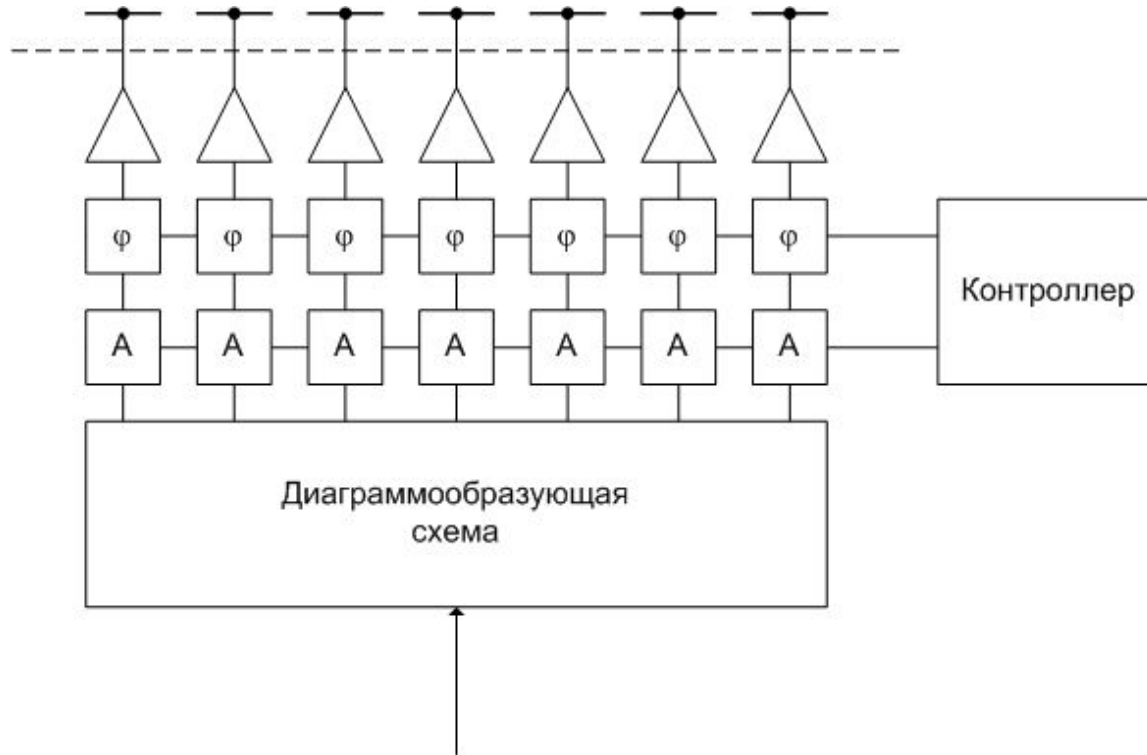 φ φ φ φ φ φ φ
Контроллер
A A A A A A A
Диаграммообразующая
схема